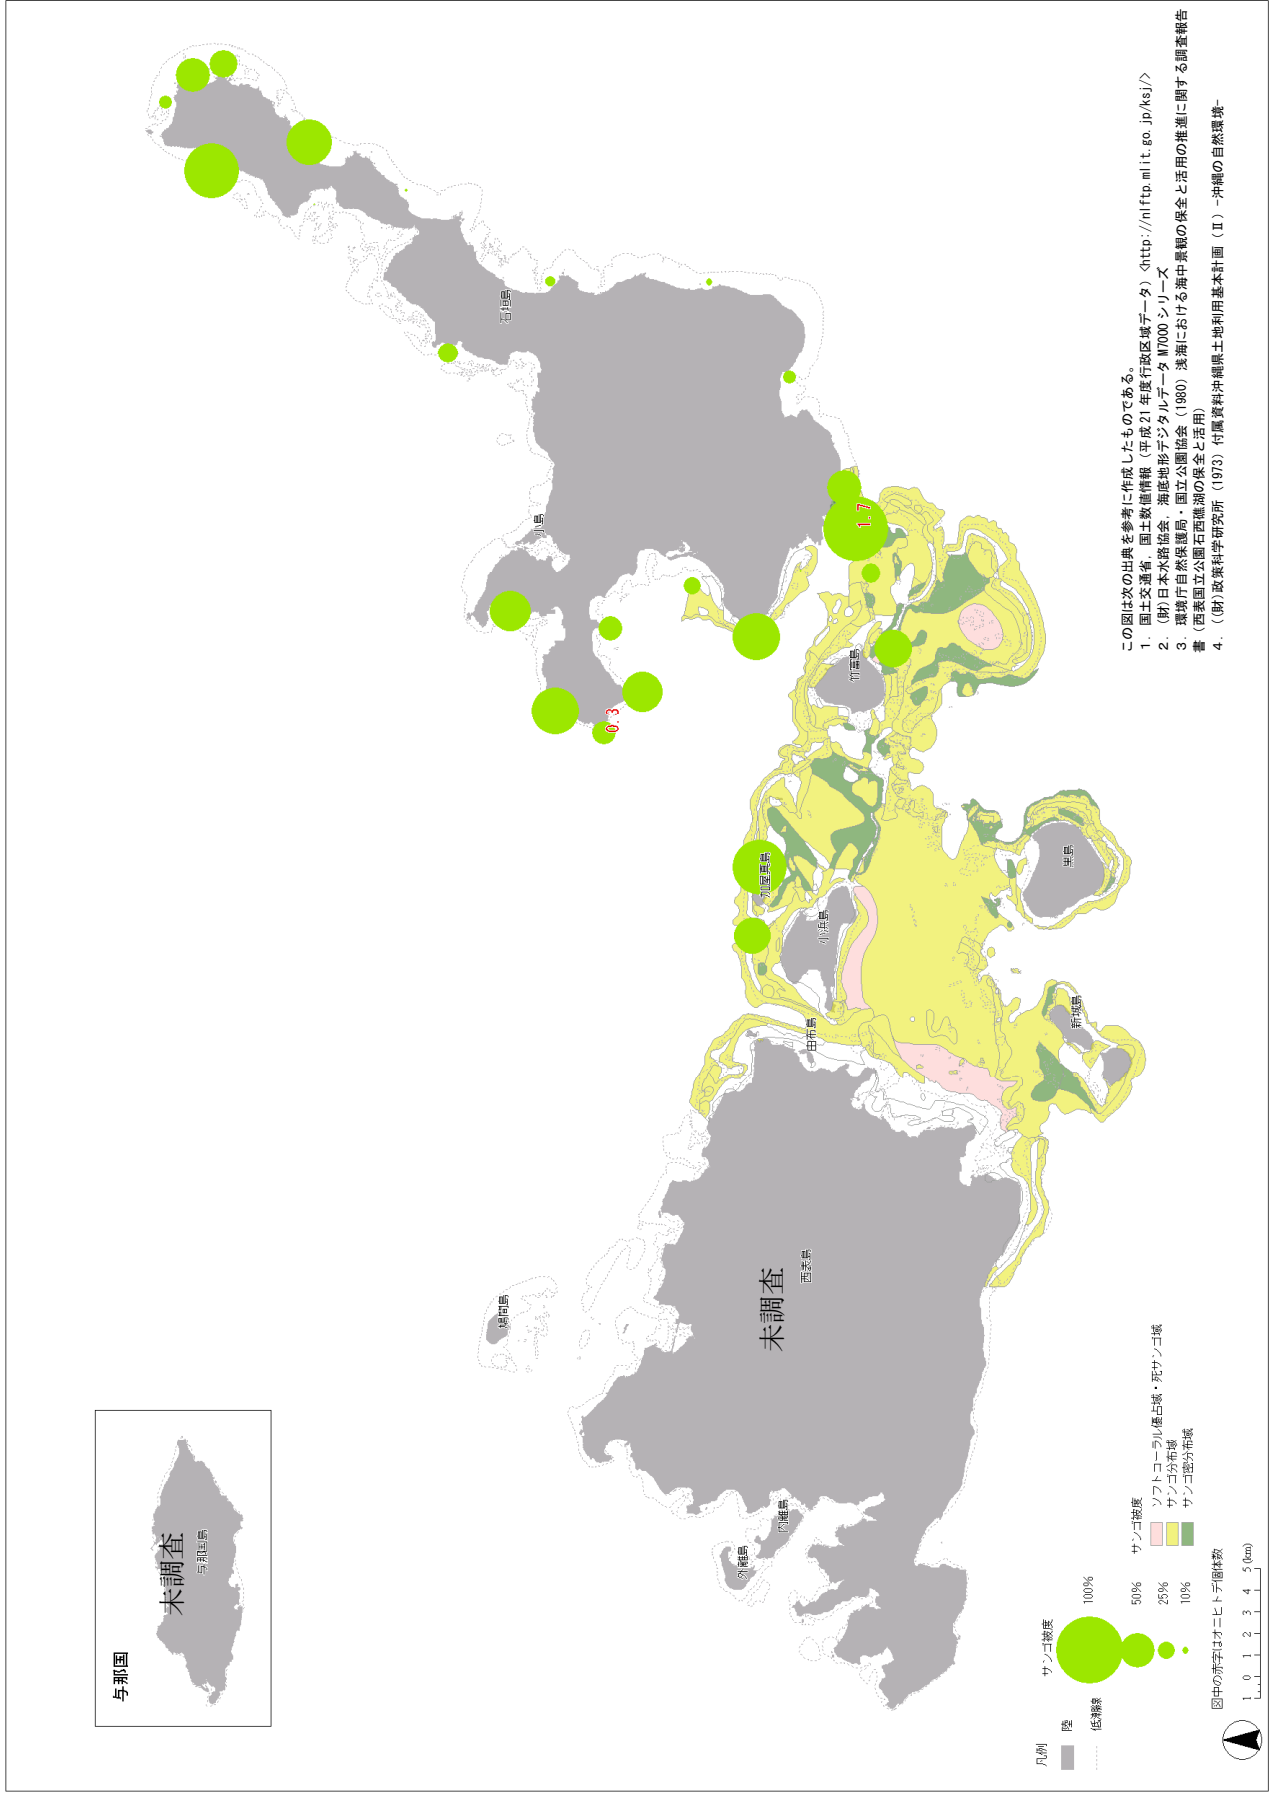 与那国
未調査
与那国島
鳩間島
外離島
内離島
未調査
西表島
由布島
小浜島
加屋真島
新城島
黒島
竹富島
石垣島
小島
0.3
1.7
凡例
陸
低潮線
サンゴ被度
100%
50%
25%
10%
サンゴ被度
ソフトコーラル優占域・死サンゴ域
サンゴ分布域
サンゴ密分布域
図中の赤字はオニヒトデ個体数
1 0 1 2 3 4 5 (km)
この図は次の出典を参考に作成したものである。
1. 国土交通省, 国土数値情報（平成21年度行政区域データ）<http://nlftp.mlit.go.jp/ksj/>
2. (財)日本水路協会, 海底地形デジタルデータ M7000 シリーズ
3. 環境庁自然保護局・国立公園協会（1980）浅海における海中景観の保全と活用の推進に関する調査報告
書（西表国立公園石西礁湖の保全と活用）
4. ((財)政策科学研究所（1973）付属資料沖縄県土地利用基本計画（Ⅱ）-沖縄の自然環境-